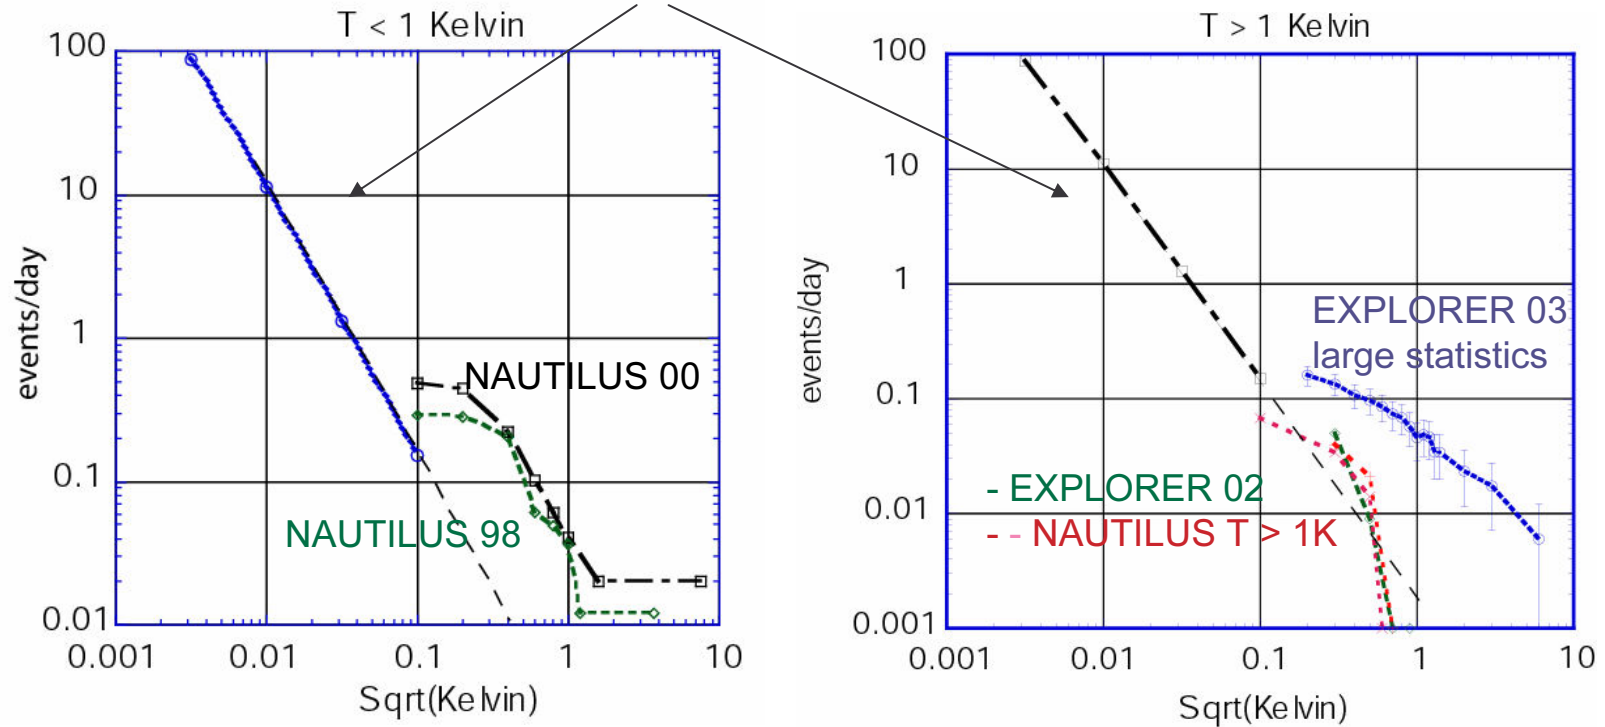 T < 1 Kelvin
100
10
1
0.1
0.01
events/day
NAUTILUS 00
NAUTILUS 98
0.001
0.01
0.1
1
10
Sqrt(Kelvin)
T > 1 Kelvin
100
10
1
0.1
0.01
0.001
events/day
EXPLORER 03
large statistics
- EXPLORER 02
- - NAUTILUS T > 1K
0.001
0.01
0.1
1
10
Sqrt(Kelvin)